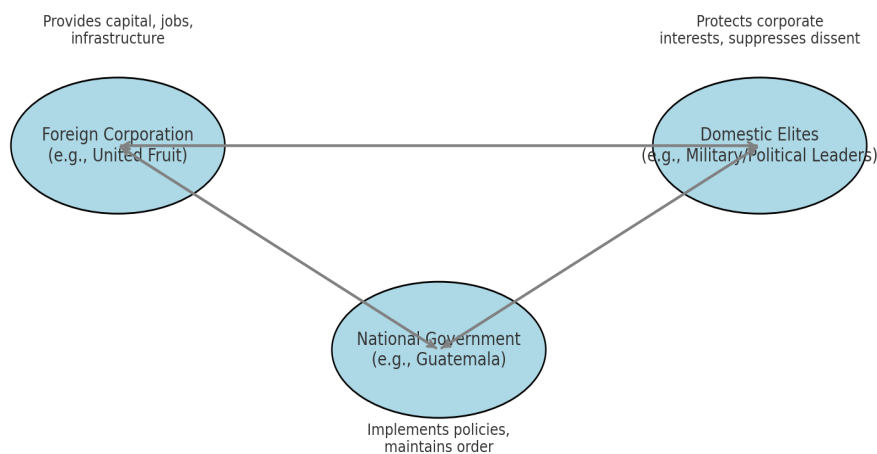 Provides capital, jobs,
infrastructure
Protects corporate
interests, suppresses dissent
Foreign Corporation
(e.g., United Fruit)
Domestic Elites
(e.g., Military/Political Leaders)
National Government
(e.g., Guatemala)
Implements policies,
maintains order